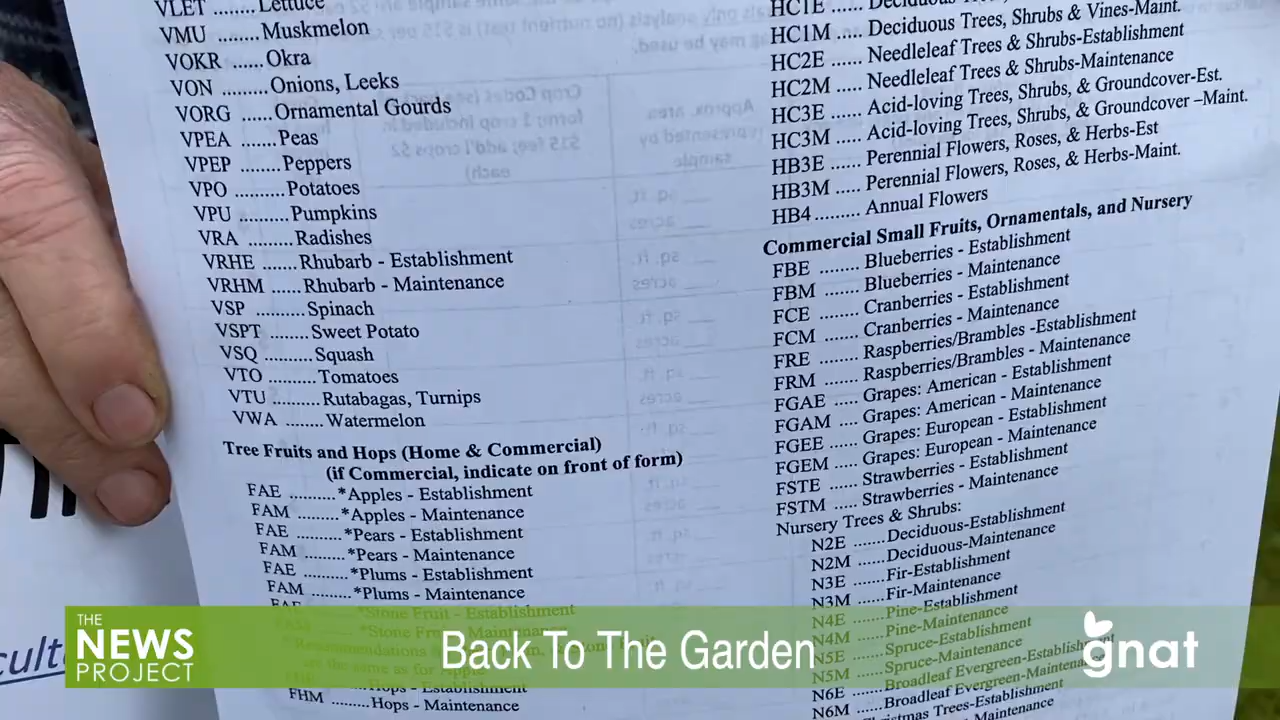 VLET ........Lettuce
VMU ........Muskmelon
VOKR ......Okra
VON .........Onions, Leeks
VORG ......Ornamental Gourds
VPEA .......Peas
VPEP ........Peppers
VPO ..........Potatoes
VPU ..........Pumpkins
VRA .........Radishes
VRHE .......Rhubarb - Establishment
VRHM ......Rhubarb - Maintenance
VSP ..........Spinach
VSPT ........Sweet Potato
VSQ ..........Squash
VTO ..........Tomatoes
VTU ........Rutabagas, Turnips
VWA ........Watermelon
Tree Fruits and Hops (Home & Commercial)
(if Commercial, indicate on front of form)
FAE ..........*Apples - Establishment
FAM .........*Apples - Maintenance
FAE ..........*Pears - Establishment
FAM .........*Pears - Maintenance
FAE ..........*Plums - Establishment
FAM .........*Plums - Maintenance
*Stone Fruit - Establishment
*Stone Fruit - Maintenance
Hops - Establishment
FHM .........Hops - Maintenance
HC1E
HC1M ..... Deciduous Trees, Shrubs & Vines-Maint.
HC2E ...... Needleleaf Trees & Shrubs-Establishment
HC2M ..... Needleleaf Trees & Shrubs-Maintenance
HC3E ...... Acid-loving Trees, Shrubs, & Groundcover-Est.
HC3M ..... Acid-loving Trees, Shrubs, & Groundcover –Maint.
HB3E ...... Perennial Flowers, Roses, & Herbs-Est
HB3M ..... Perennial Flowers, Roses, & Herbs-Maint.
HB4 ......... Annual Flowers
Commercial Small Fruits, Ornamentals, and Nursery
FBE ........ Blueberries - Establishment
FBM ....... Blueberries - Maintenance
FCE ........ Cranberries - Establishment
FCM ....... Cranberries - Maintenance
FRE ........ Raspberries/Brambles -Establishment
FRM ....... Raspberries/Brambles - Maintenance
FGAE ...... Grapes: American - Establishment
FGAM ..... Grapes: American - Maintenance
FGEE ...... Grapes: European - Establishment
FGEM ..... Grapes: European - Maintenance
FSTE ....... Strawberries - Establishment
FSTM ...... Strawberries - Maintenance
Nursery Trees & Shrubs:
N2E .......Deciduous-Establishment
N2M ......Deciduous-Maintenance
N3E .......Fir-Establishment
N3M ......Fir-Maintenance
N4E .......Pine-Establishment
N4M ......Pine-Maintenance
N5E .......Spruce-Establishment
N5M ......Spruce-Maintenance
N6E .......Broadleaf Evergreen-Establishment
N6M ......Broadleaf Evergreen-Maintenance
Trees-Establishment
Maintenance
THE
NEWS
PROJECT
Back To The Garden
gnat